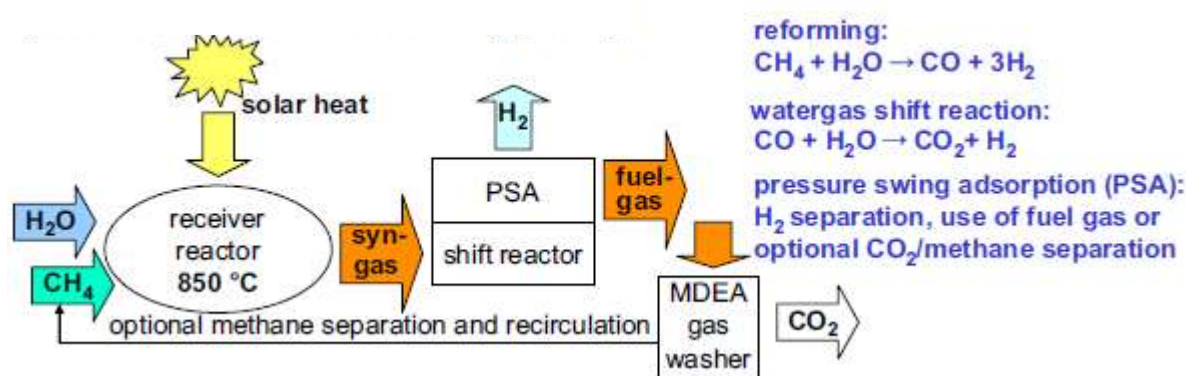 solar heat
H₂O
CH₄
receiver
reactor
850 °C
syn-
gas
H₂
PSA
shift reactor
fuel-
gas
MDEA
gas
washer
CO₂
optional methane separation and recirculation
reforming:
CH₄ + H₂O → CO + 3H₂
watergas shift reaction:
CO + H₂O → CO₂+ H₂
pressure swing adsorption (PSA):
H₂ separation, use of fuel gas or
optional CO₂/methane separation